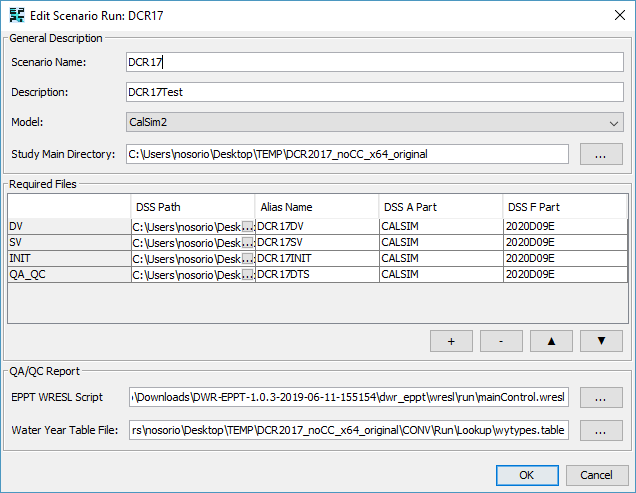 Edit Scenario Run: DCR17
General Description
Scenario Name: DCR17
Description: DCR17Test
Model: CalSim2
Study Main Directory: C:\Users\nosorio\Desktop\TEMP\DCR2017_noCC_x64_original ...
Required Files
DSS Path Alias Name DSS A Part DSS F Part
DV C:\Users\nosorio\Desk ... DCR17DV CALSIM 2020D09E
SV C:\Users\nosorio\Desk ... DCR17SV CALSIM 2020D09E
INIT C:\Users\nosorio\Desk ... DCR17INIT CALSIM 2020D09E
QA_QC C:\Users\nosorio\Desk ... DCR17DTS CALSIM 2020D09E
+ - ▲ ▼
QA/QC Report
EPPT WRESL Script \Downloads\DWR-EPPT-1.0.3-2019-06-11-155154\dwr_eppt\wresl\run\mainControl.wresl ...
Water Year Table File: rs\nosorio\Desktop\TEMP\DCR2017_noCC_x64_original\CONV\Run\Lookup\wytypes.table ...
OK Cancel